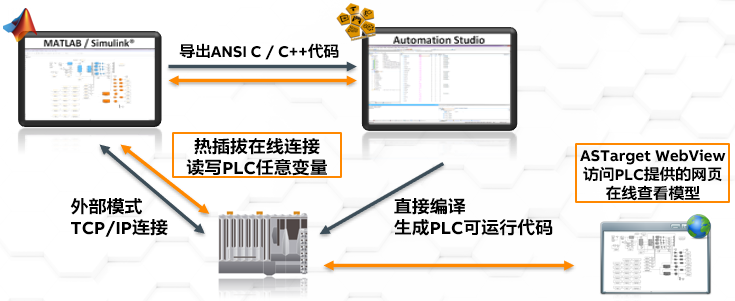 MATLAB / Simulink®
导出ANSI C / C++代码
Automation Studio
热插拔在线连接
读写PLC任意变量
ASTarget WebView
访问PLC提供的网页
在线查看模型
外部模式
TCP/IP连接
直接编译
生成PLC可运行代码